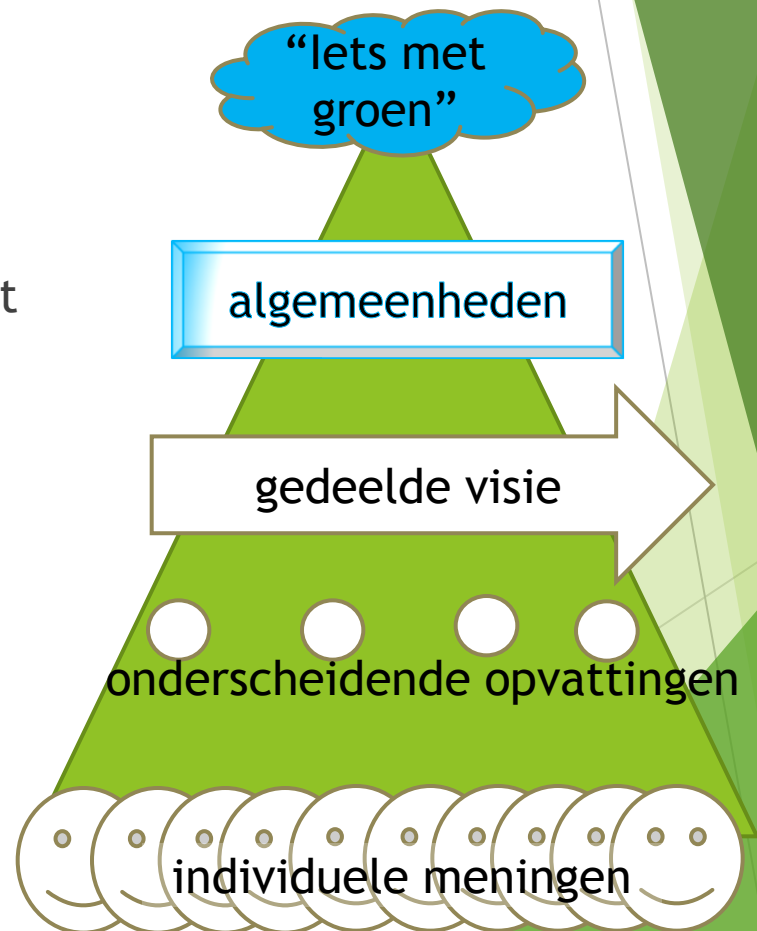 “Iets met
groen”
t
algemeenheden
gedeelde visie
onderscheidende opvattingen
individuele meningen